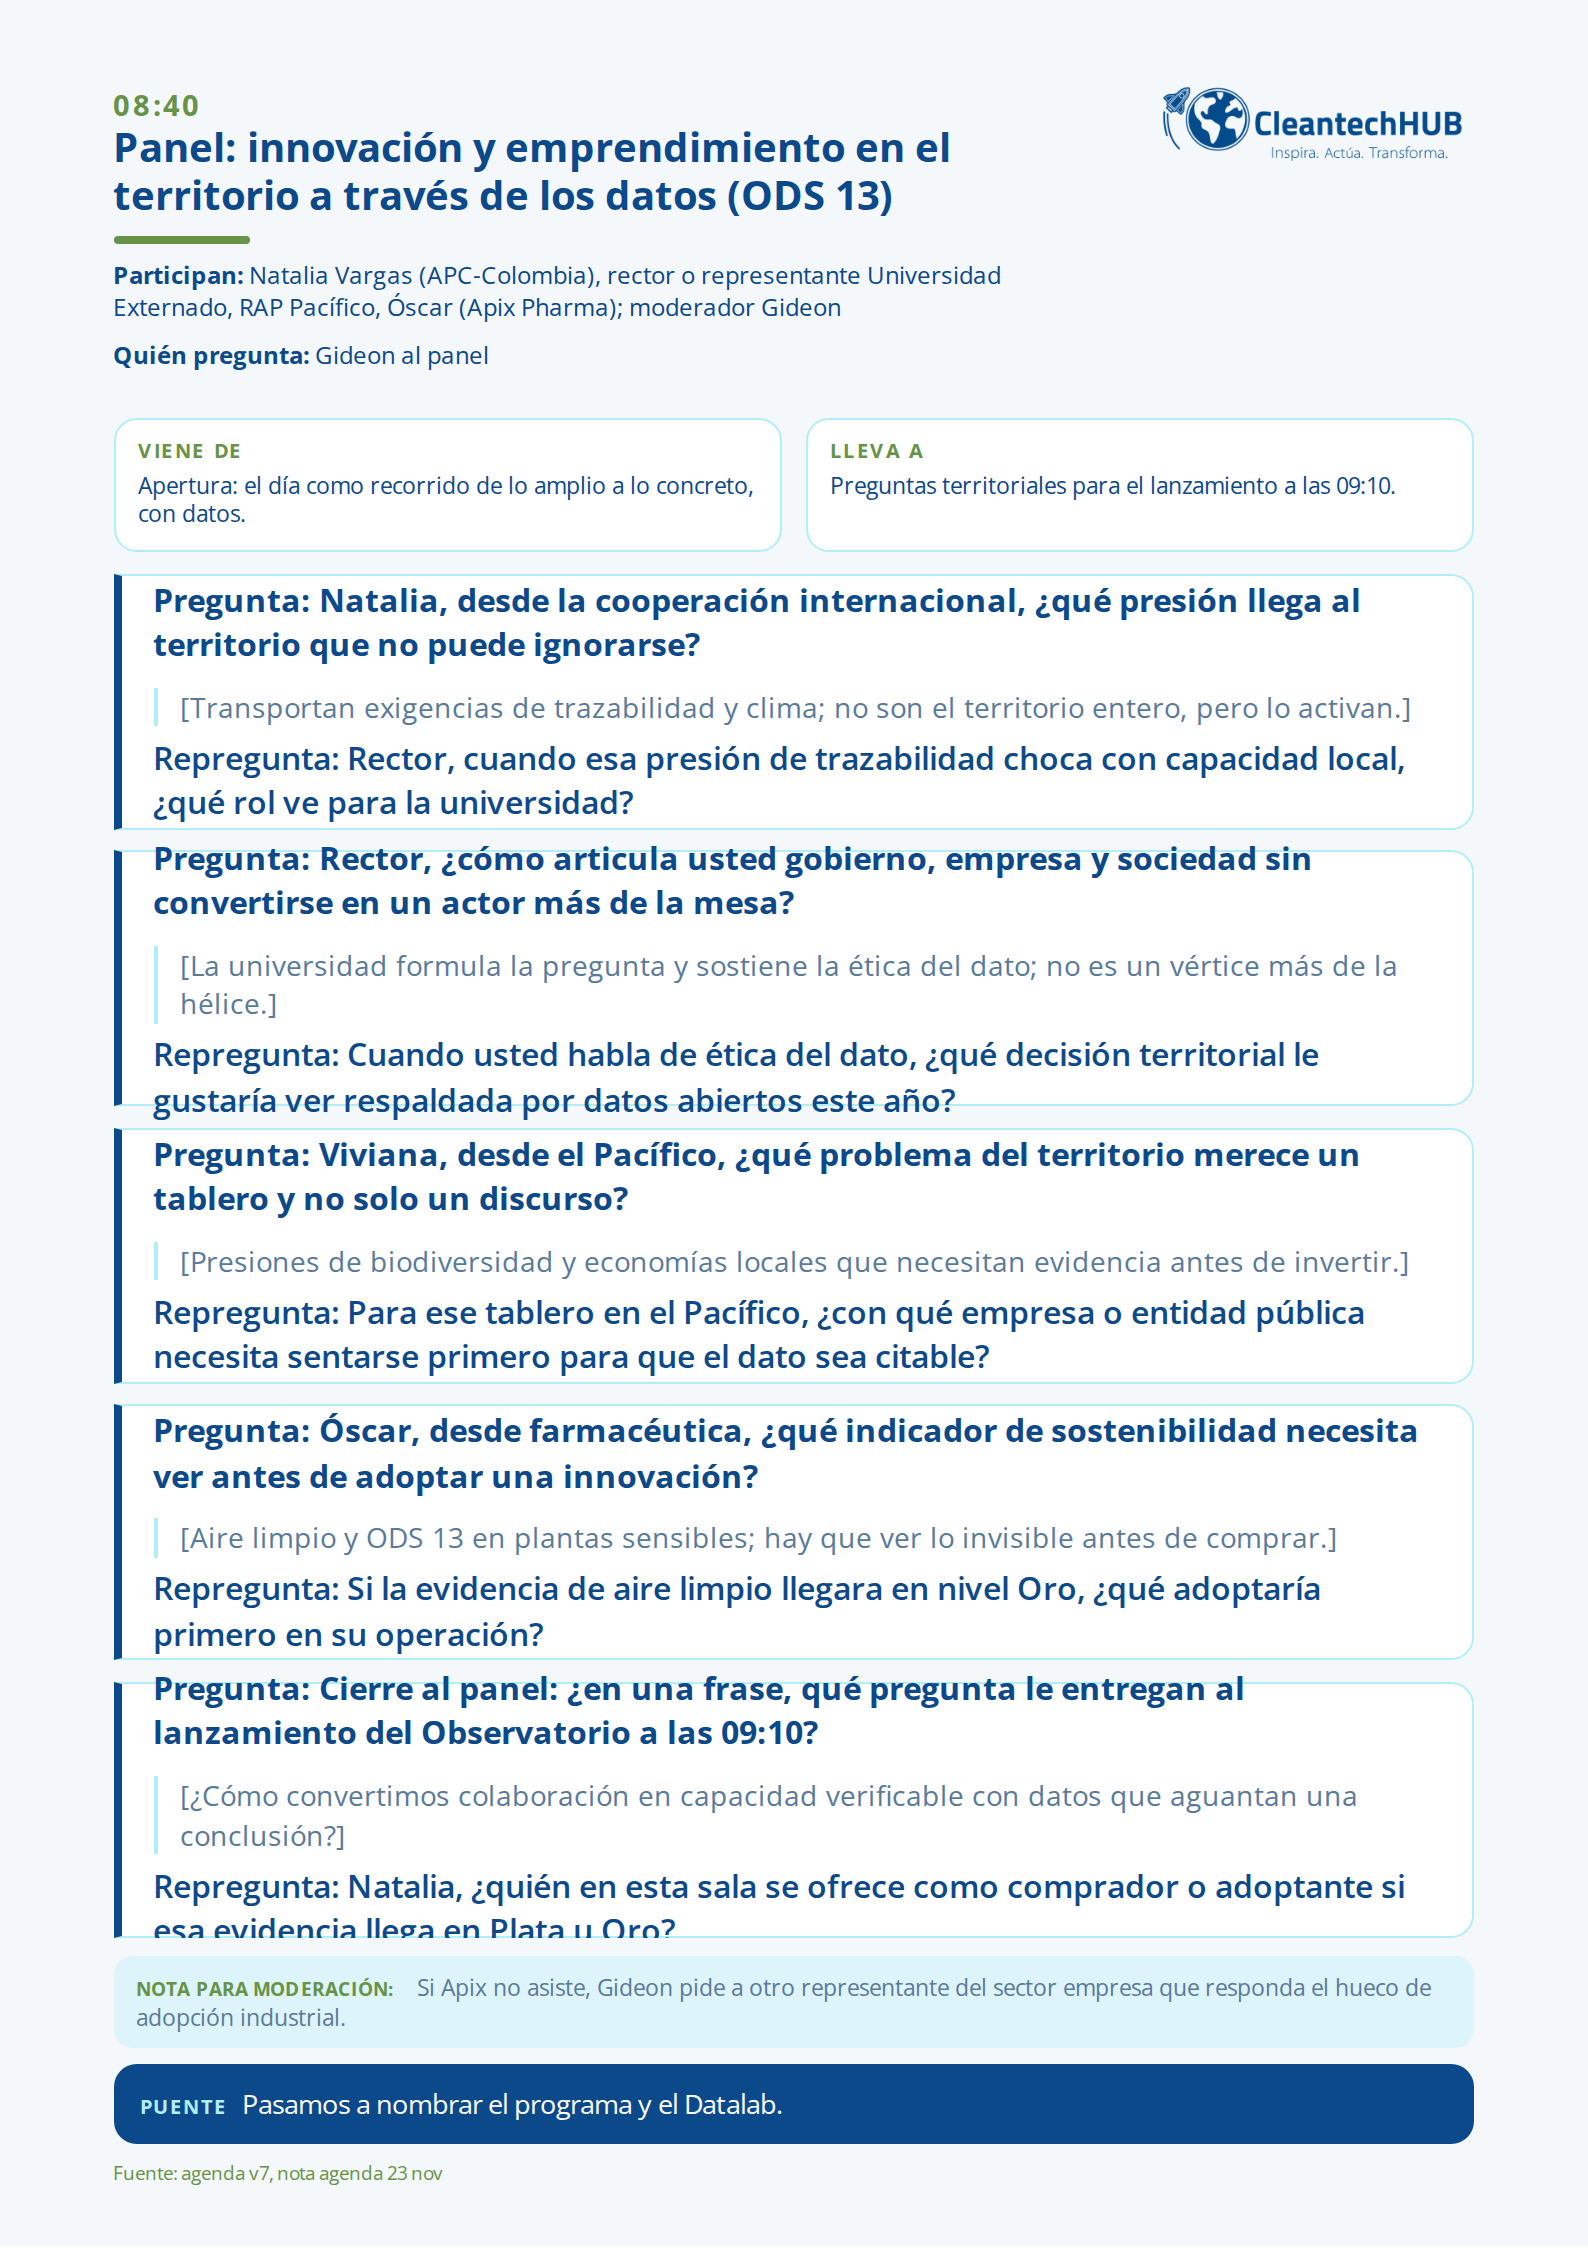 08:40
Panel: innovación y emprendimiento en el
territorio a través de los datos (ODS 13)
CleantechHUB
Inspira. Actúa. Transforma.
Participan: Natalia Vargas (APC-Colombia), rector o representante Universidad
Externado, RAP Pacífico, Óscar (Apix Pharma); moderador Gideon
Quién pregunta: Gideon al panel
VIENE DE
Apertura: el día como recorrido de lo amplio a lo concreto,
con datos.
LLEVA A
Preguntas territoriales para el lanzamiento a las 09:10.
Pregunta: Natalia, desde la cooperación internacional, ¿qué presión llega al
territorio que no puede ignorarse?
[Transportan exigencias de trazabilidad y clima; no son el territorio entero, pero lo activan.]
Repregunta: Rector, cuando esa presión de trazabilidad choca con capacidad local,
¿qué rol ve para la universidad?
Pregunta: Rector, ¿cómo articula usted gobierno, empresa y sociedad sin
convertirse en un actor más de la mesa?
[La universidad formula la pregunta y sostiene la ética del dato; no es un vértice más de la
hélice.]
Repregunta: Cuando usted habla de ética del dato, ¿qué decisión territorial le
gustaría ver respaldada por datos abiertos este año?
Pregunta: Viviana, desde el Pacífico, ¿qué problema del territorio merece un
tablero y no solo un discurso?
[Presiones de biodiversidad y economías locales que necesitan evidencia antes de invertir.]
Repregunta: Para ese tablero en el Pacífico, ¿con qué empresa o entidad pública
necesita sentarse primero para que el dato sea citable?
Pregunta: Óscar, desde farmacéutica, ¿qué indicador de sostenibilidad necesita
ver antes de adoptar una innovación?
[Aire limpio y ODS 13 en plantas sensibles; hay que ver lo invisible antes de comprar.]
Repregunta: Si la evidencia de aire limpio llegara en nivel Oro, ¿qué adoptaría
primero en su operación?
Pregunta: Cierre al panel: ¿en una frase, qué pregunta le entregan al
lanzamiento del Observatorio a las 09:10?
[¿Cómo convertimos colaboración en capacidad verificable con datos que aguantan una
conclusión?]
Repregunta: Natalia, ¿quién en esta sala se ofrece como comprador o adoptante si
esa evidencia llega en Plata u Oro?
NOTA PARA MODERACIÓN: Si Apix no asiste, Gideon pide a otro representante del sector empresa que responda el hueco de
adopción industrial.
PUENTE Pasamos a nombrar el programa y el Datalab.
Fuente: agenda v7, nota agenda 23 nov